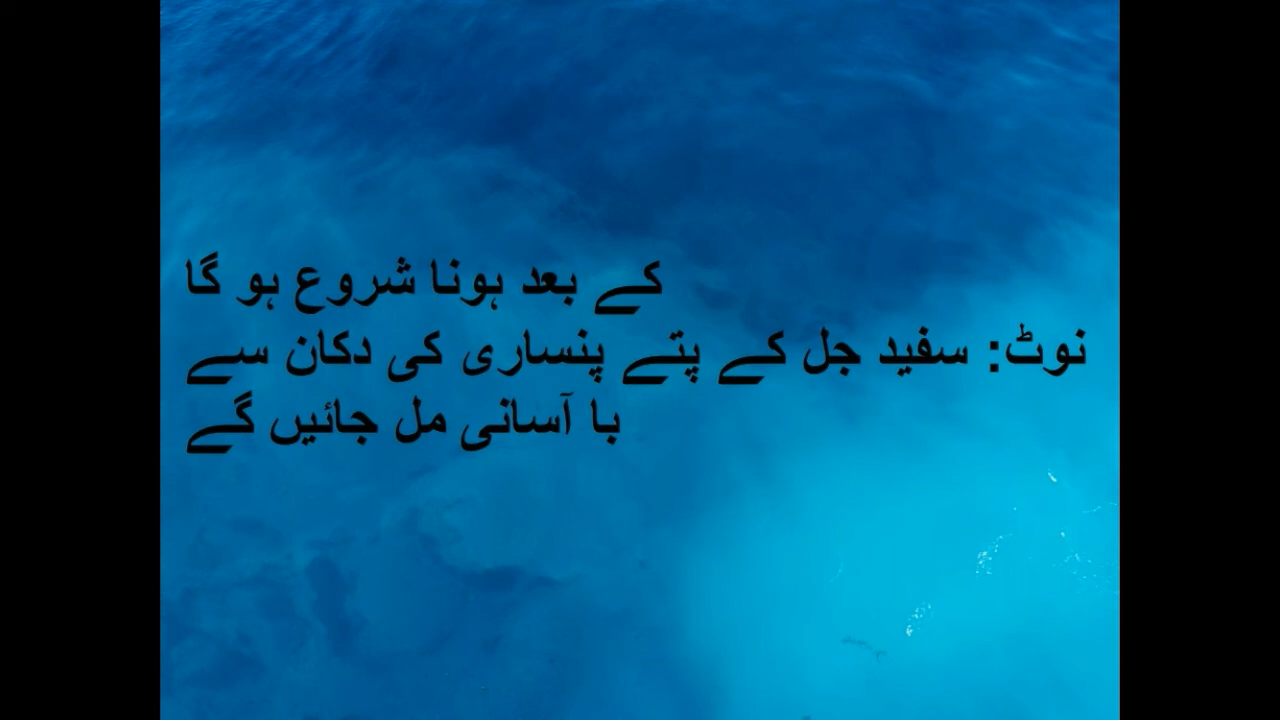 کے بعد ہونا شروع ہو گا
نوٹ: سفید جل کے پتے پنساری کی دکان سے
با آسانی مل جائیں گے